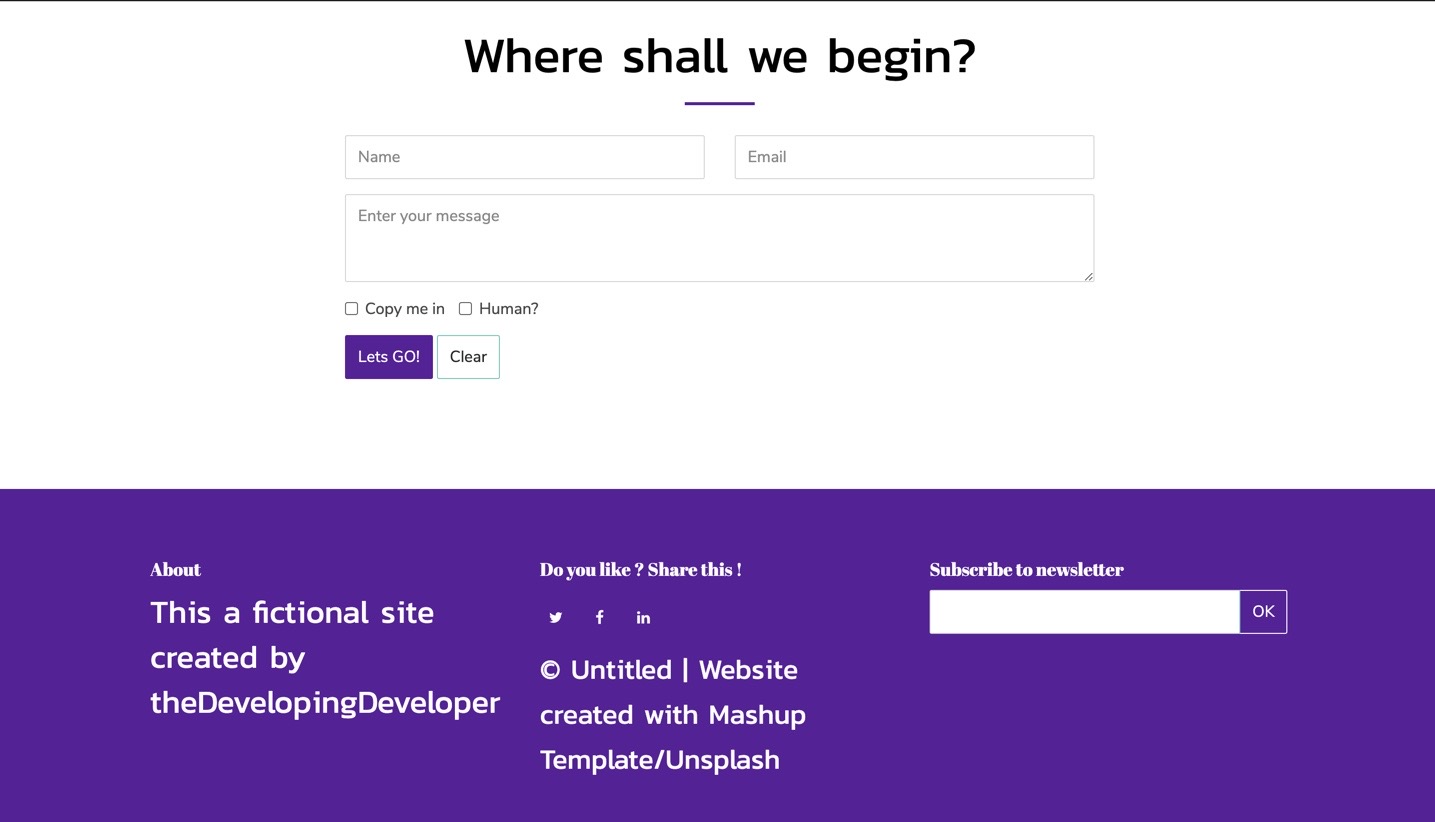 Where shall we begin?
Name
Email
Enter your message
Copy me in
Human?
Lets GO!
Clear
About
This a fictional site
created by
theDevelopingDeveloper
Do you like ? Share this !
© Untitled | Website
created with Mashup
Template/Unsplash
Subscribe to newsletter
OK